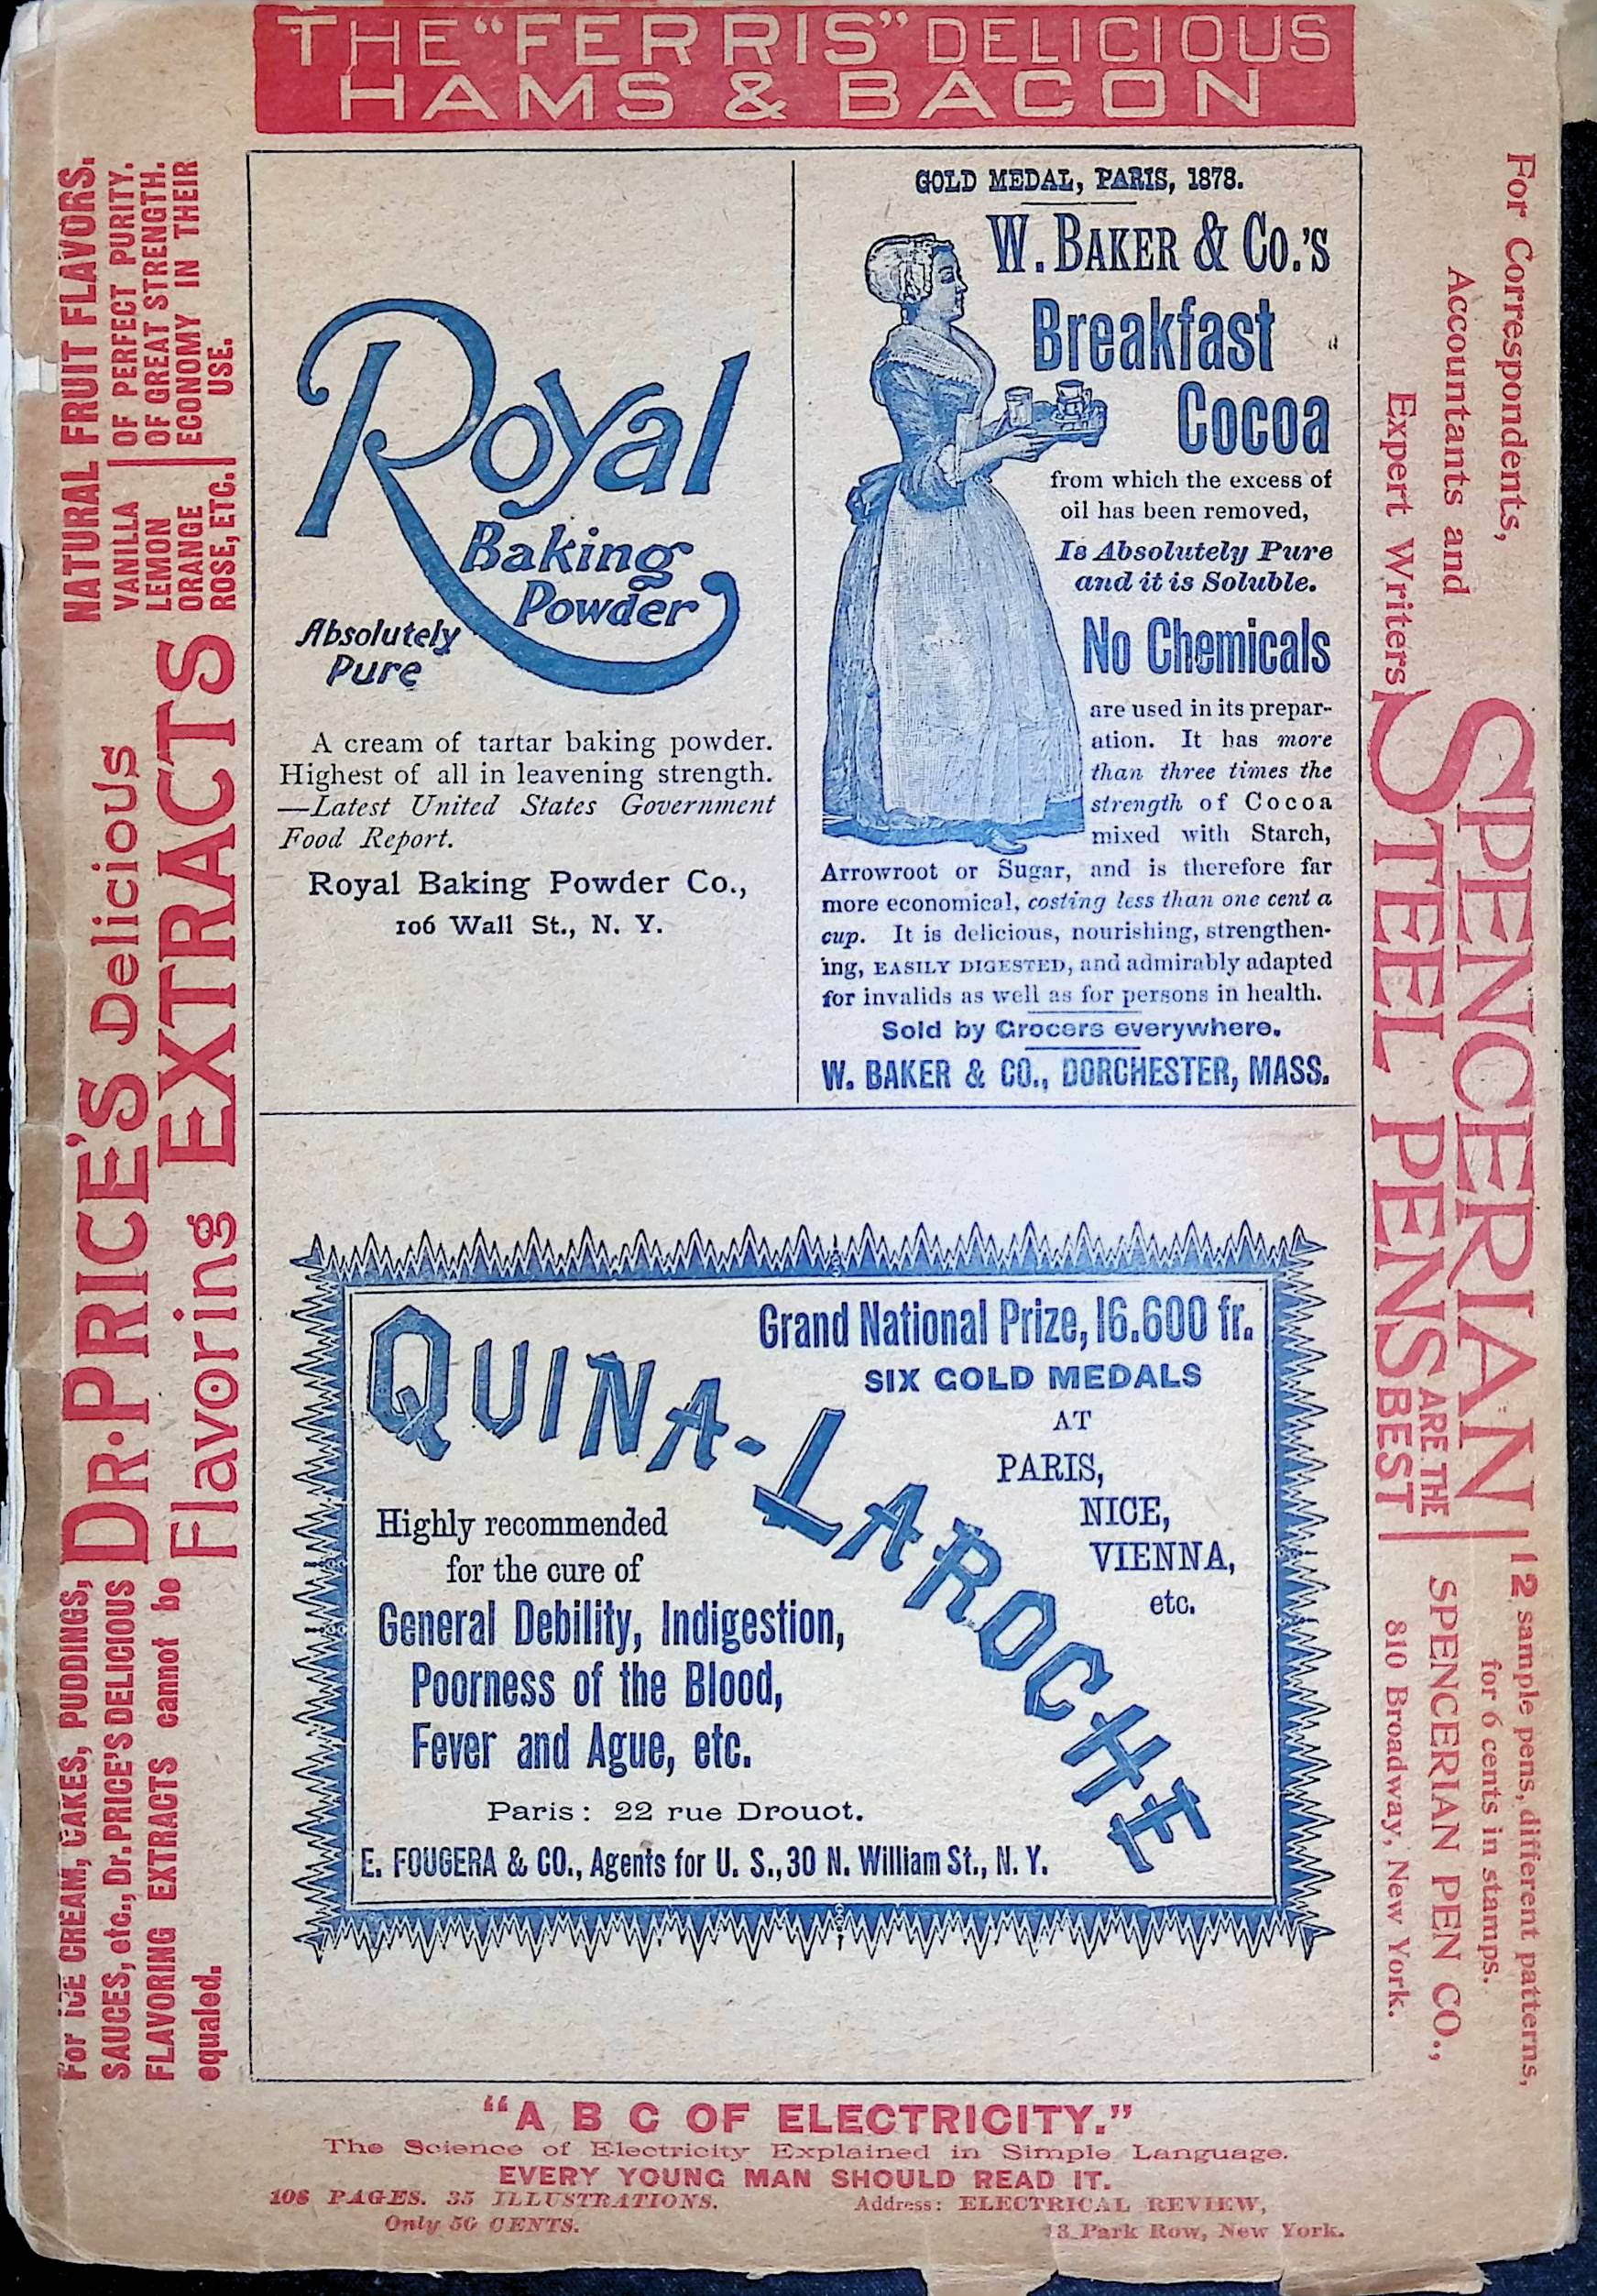 THE "FERRIS" DELICIOUS
HAMS & BACON
NATURAL FRUIT FLAVORS.
VANILLA OF PERFECT PURITY.
LEMON OF GREAT STRENGTH.
ORANGE ECONOMY IN THEIR
ROSE, ETC. USE.
DR. PRICE'S Delicious
Flavoring EXTRACTS
For ICE CREAM, CAKES, PUDDINGS,
SAUCES, etc., Dr. PRICE'S DELICIOUS
FLAVORING EXTRACTS cannot be
equaled.
Royal
Baking
Powder
Absolutely
Pure
A cream of tartar baking powder.
Highest of all in leavening strength.
—Latest United States Government
Food Report.
Royal Baking Powder Co.,
106 Wall St., N. Y.
GOLD MEDAL, PARIS, 1878.
W. BAKER & CO.'S
Breakfast
Cocoa
from which the excess of
oil has been removed,
Is Absolutely Pure
and it is Soluble.
No Chemicals
are used in its prepar-
ation. It has more
than three times the
strength of Cocoa
mixed with Starch,
Arrowroot or Sugar, and is therefore far
more economical, costing less than one cent a
cup. It is delicious, nourishing, strengthen-
ing, EASILY DIGESTED, and admirably adapted
for invalids as well as for persons in health.
Sold by Grocers everywhere.
W. BAKER & CO., DORCHESTER, MASS.
QUINA-LAROCHE
Grand National Prize, 16.600 fr.
SIX GOLD MEDALS
AT
PARIS,
NICE,
VIENNA,
etc.
Highly recommended
for the cure of
General Debility, Indigestion,
Poorness of the Blood,
Fever and Ague, etc.
Paris: 22 rue Drouot.
E. FOUGERA & CO., Agents for U. S., 30 N. William St., N. Y.
For Correspondents,
Accountants and
Expert Writers
SPENCERIAN
STEEL PENS
ARE THE
BEST
12 sample pens, different patterns,
for 6 cents in stamps.
SPENCERIAN PEN CO.,
810 Broadway, New York.
"A B C OF ELECTRICITY."
The Science of Electricity Explained in Simple Language.
EVERY YOUNG MAN SHOULD READ IT.
108 PAGES. 35 ILLUSTRATIONS.
Only 50 CENTS.
Address: ELECTRICAL REVIEW,
13 Park Row, New York.